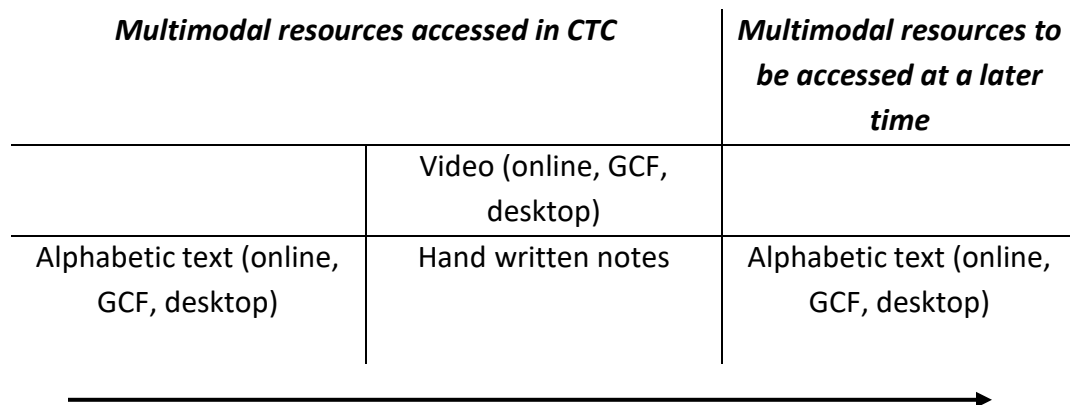 Multimodal resources accessed in CTC
Multimodal resources to
be accessed at a later
time
Video (online, GCF,
desktop)
Alphabetic text (online,
GCF, desktop)
Hand written notes
Alphabetic text (online,
GCF, desktop)